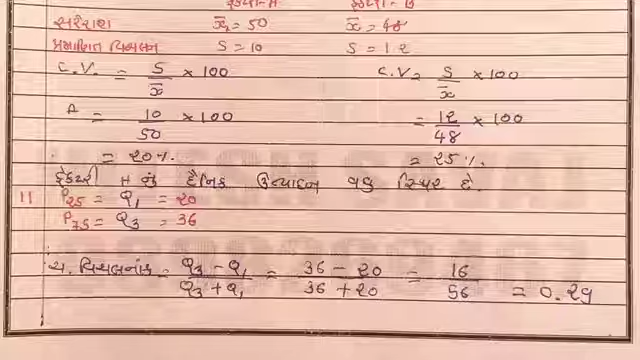 ફેક્ટરી-A ફેક્ટરી-B
સરેરાશ x̄ = 50 x̄ = 48
પ્રમાણિત વિચલન S = 10 S = 12
C.V. = S/x̄ × 100 C.V = S/x̄ × 100
A = 10/50 × 100 = 12/48 × 100
= 20%. = 25%.
ફેક્ટરી A નું દૈનિક ઉત્પાદન વધુ સ્થિર છે.
11 P25 = Q1 = 20
P75 = Q3 = 36
ચ. વિચલનાંક = Q3 - Q1 / Q3 + Q1 = 36 - 20 / 36 + 20 = 16 / 56 = 0.29